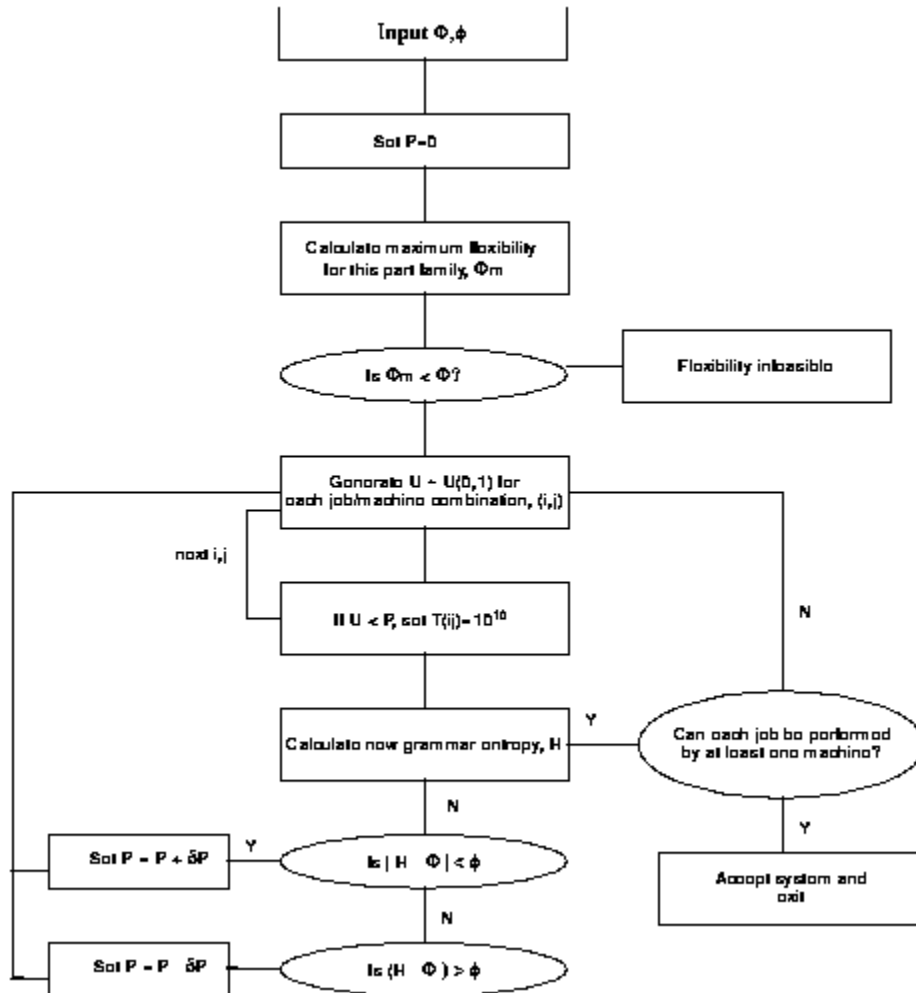 Input Φ,ϕ
Set P=0
Calculate maximum flexibility
for this part family, Φm
Is Φm < Φ?
Flexibility infeasible
Generate U ~ U(0,1) for
each job/machine combination, (i,j)
next i,j
If U < P, set T(ij)=10¹⁰
N
Calculate new grammar entropy, H
Y
Can each job be performed
by at least one machine?
N
Y
Set P = P + δP
Y
Is | H   Φ | < ϕ
Accept system and
exit
N
Set P = P   δP
Is (H   Φ ) > ϕ